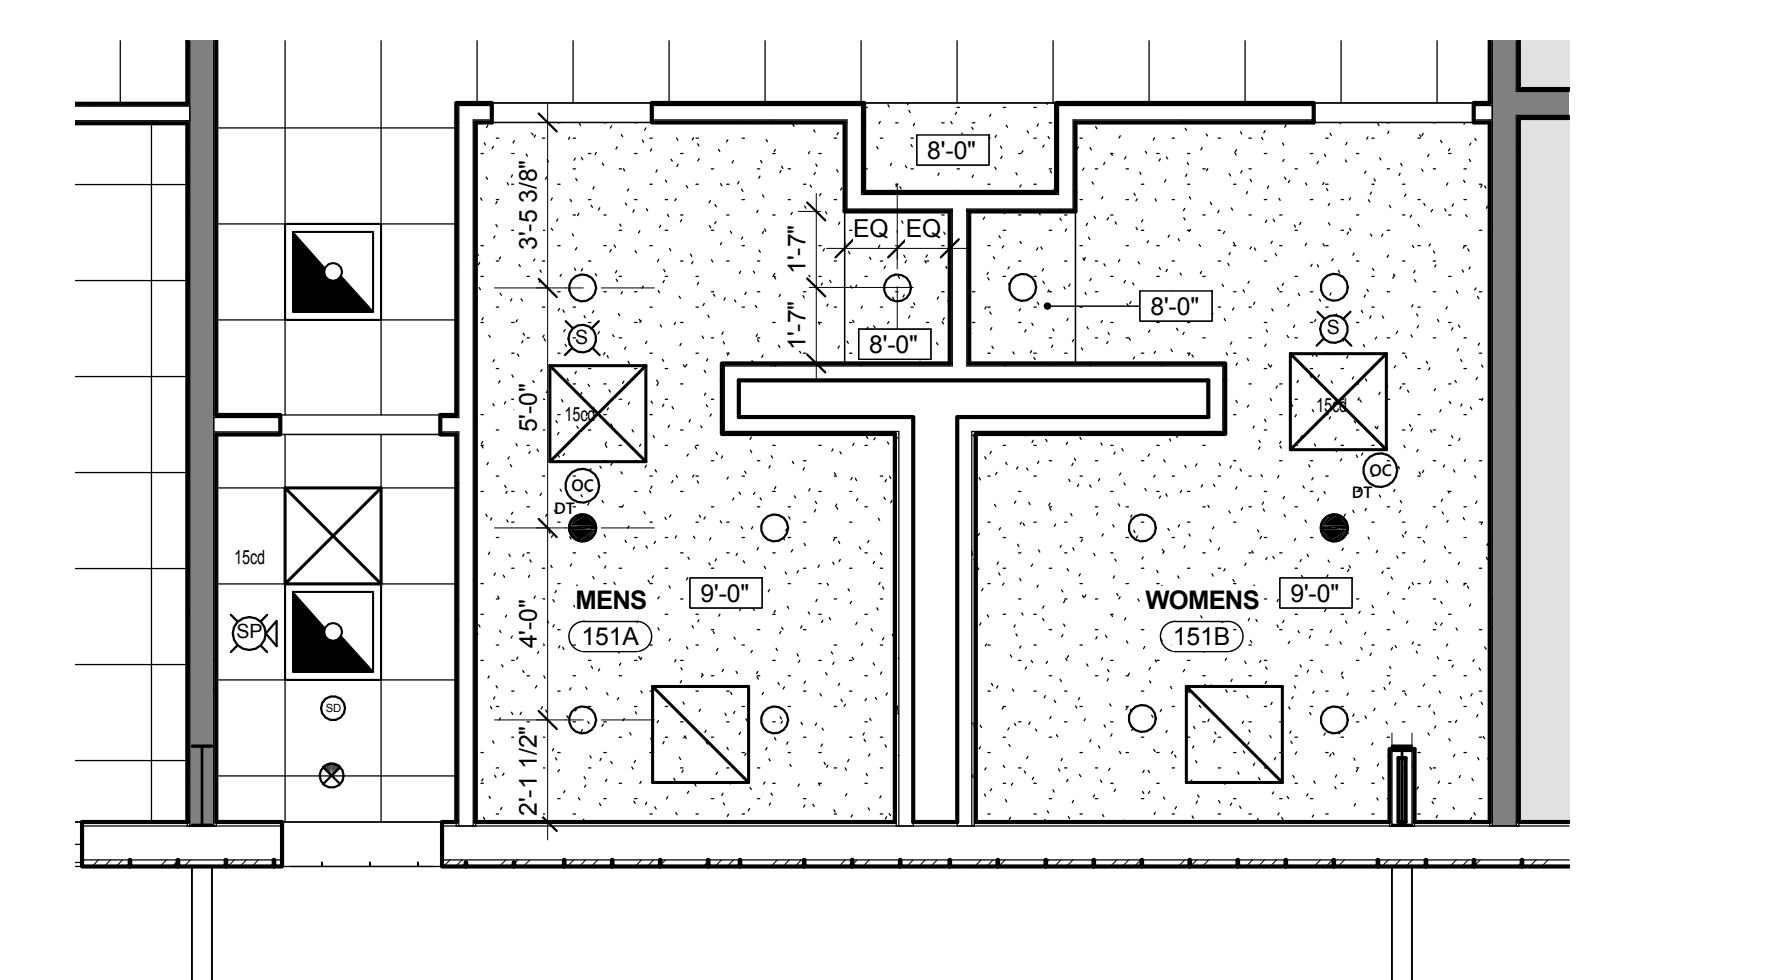 8'-0"
3'-5 3/8"
EQ
EQ
1'-7"
1'-7"
8'-0"
8'-0"
S
S
5'-0"
15cd
15cd
OC
DT
OC
DT
15cd
9'-0"
9'-0"
MENS
WOMENS
4'-0"
SP
151A
151B
SD
2'-1 1/2"